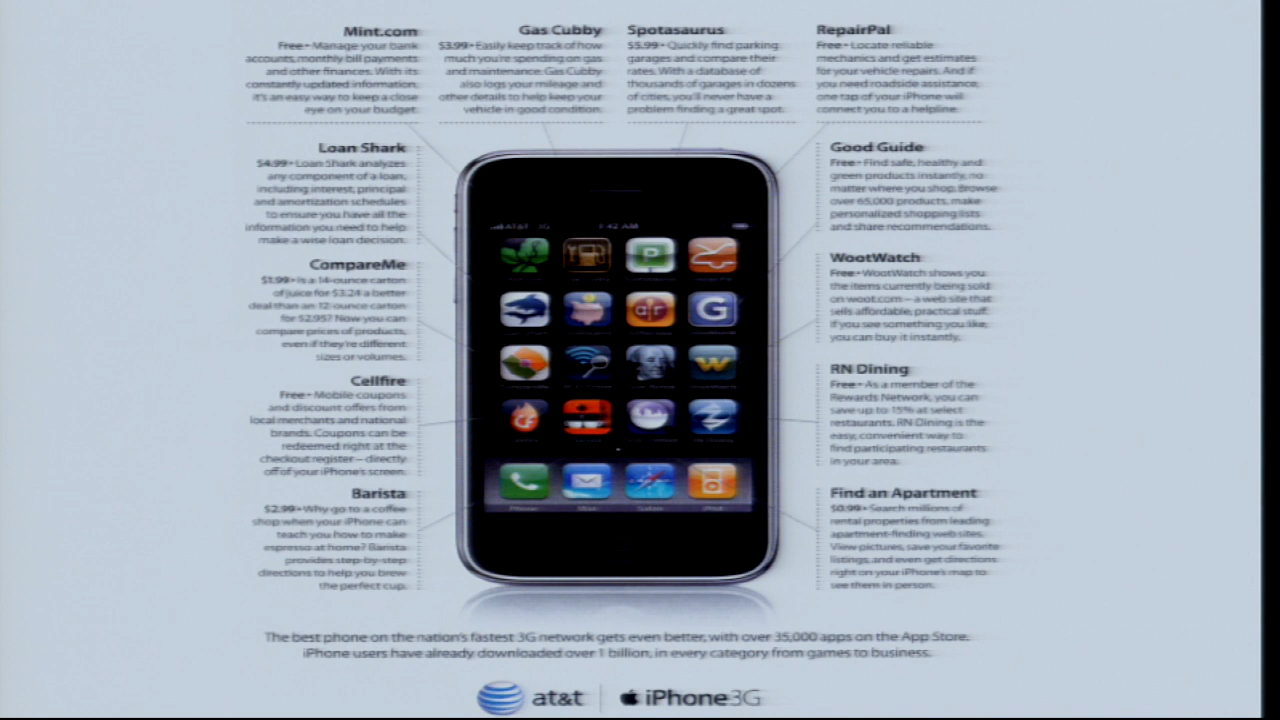 Mint.com
Free • Manage your bank
accounts, monthly bill payments
and other finances. With its
constantly updated information,
it's an easy way to keep a close
eye on your budget.
Gas Cubby
$3.99 • Easily keep track of how
much you're spending on gas
and maintenance. Gas Cubby
also logs your mileage and
other details to help keep your
vehicle in good condition.
Spotasaurus
$5.99 • Quickly find parking
garages and compare their
rates. With a database of
thousands of garages in dozens
of cities, you'll never have a
problem finding a great spot.
RepairPal
Free • Locate reliable
mechanics and get estimates
for your vehicle repairs. And if
you need roadside assistance,
one tap of your iPhone will
connect you to a helpline.
Loan Shark
$4.99 • Loan Shark analyzes
any component of a loan,
including interest, principal
and amortization schedules
to ensure you have all the
information you need to help
make a wise loan decision.
CompareMe
$1.99 • Is a 14-ounce carton
of juice for $3.24 a better
deal than an 12-ounce carton
for $2.95? Now you can
compare prices of products,
even if they're different
sizes or volumes.
Cellfire
Free • Mobile coupons
and discount offers from
local merchants and national
brands. Coupons can be
redeemed right at the
checkout register – directly
off of your iPhone's screen.
Barista
$2.99 • Why go to a coffee
shop when your iPhone can
teach you how to make
espresso at home? Barista
provides step-by-step
directions to help you brew
the perfect cup.
AT&T 3G
9:42 AM
P
G
W
CF
Phone
Mail
Safari
iPod
Good Guide
Free • Find safe, healthy and
green products instantly, no
matter where you shop. Browse
over 65,000 products, make
personalized shopping lists
and share recommendations.
WootWatch
Free • WootWatch shows you
the items currently being sold
on woot.com – a web site that
sells affordable, practical stuff.
If you see something you like,
you can buy it instantly.
RN Dining
Free • As a member of the
Rewards Network, you can
save up to 15% at select
restaurants. RN Dining is the
easy, convenient way to
find participating restaurants
in your area.
Find an Apartment
$0.99 • Search millions of
rental properties from leading
apartment-finding web sites.
View pictures, save your favorite
listings, and even get directions
right on your iPhone's map to
see them in person.
The best phone on the nation's fastest 3G network gets even better, with over 35,000 apps on the App Store.
iPhone users have already downloaded over 1 billion, in every category from games to business.
at&t
iPhone3G